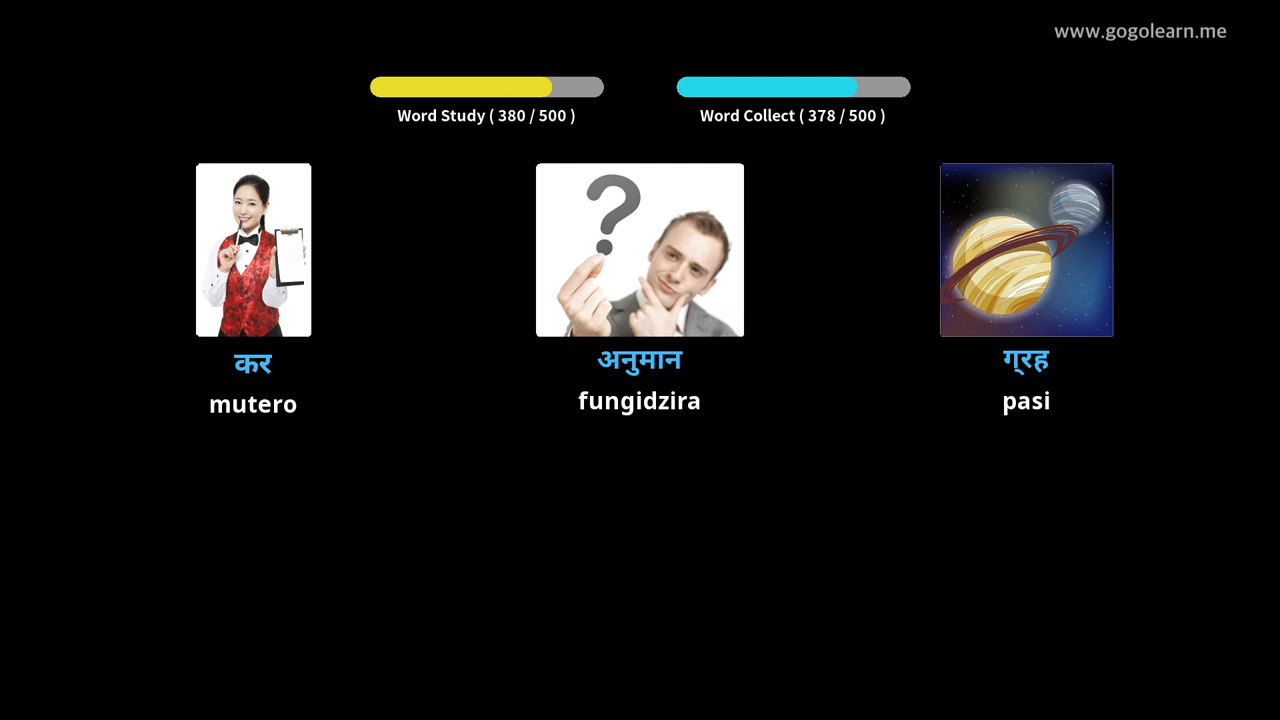 www.gogolearn.me
Word Study ( 380 / 500 )
Word Collect ( 378 / 500 )
कर
अनुमान
ग्रह
mutero
fungidzira
pasi